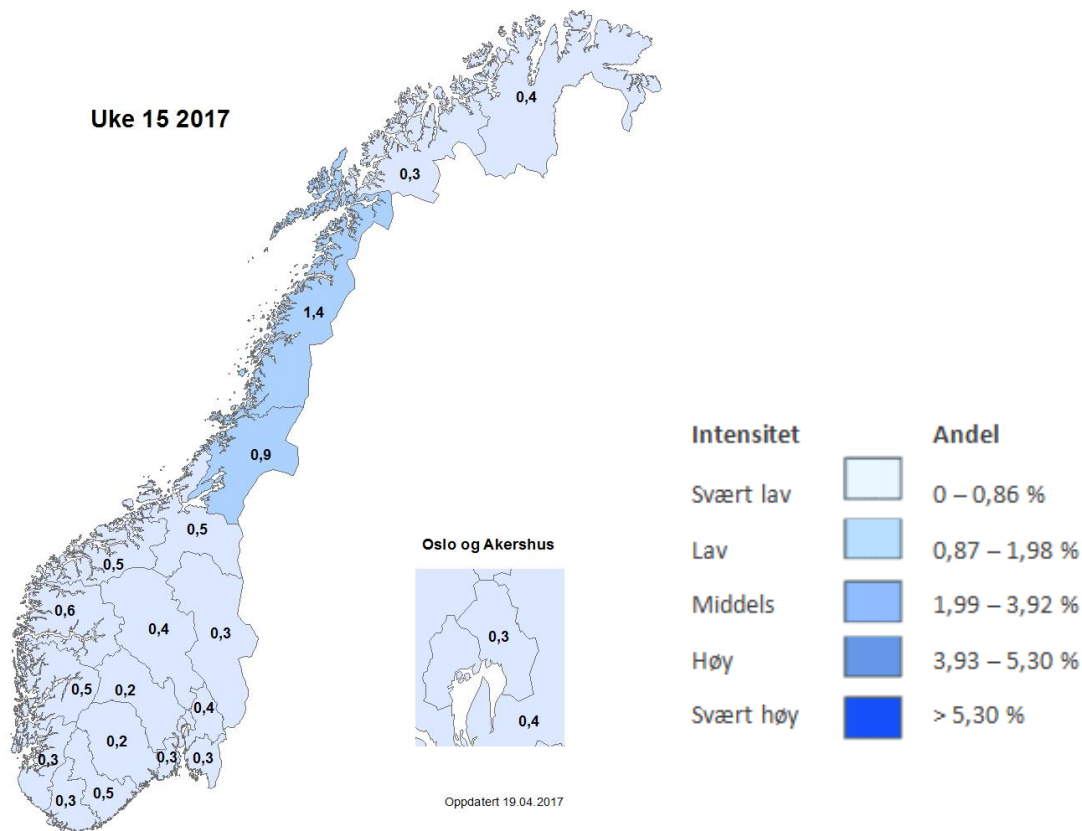 Uke 15 2017
0,4
0,3
1,4
0,9
0,5
0,5
0,6
0,4
0,3
0,5
0,2
0,4
0,2
0,3
0,3
0,3
0,3
0,5
Oslo og Akershus
0,3
0,4
Oppdatert 19.04.2017
Intensitet Andel
Svært lav 0 – 0,86 %
Lav 0,87 – 1,98 %
Middels 1,99 – 3,92 %
Høy 3,93 – 5,30 %
Svært høy > 5,30 %